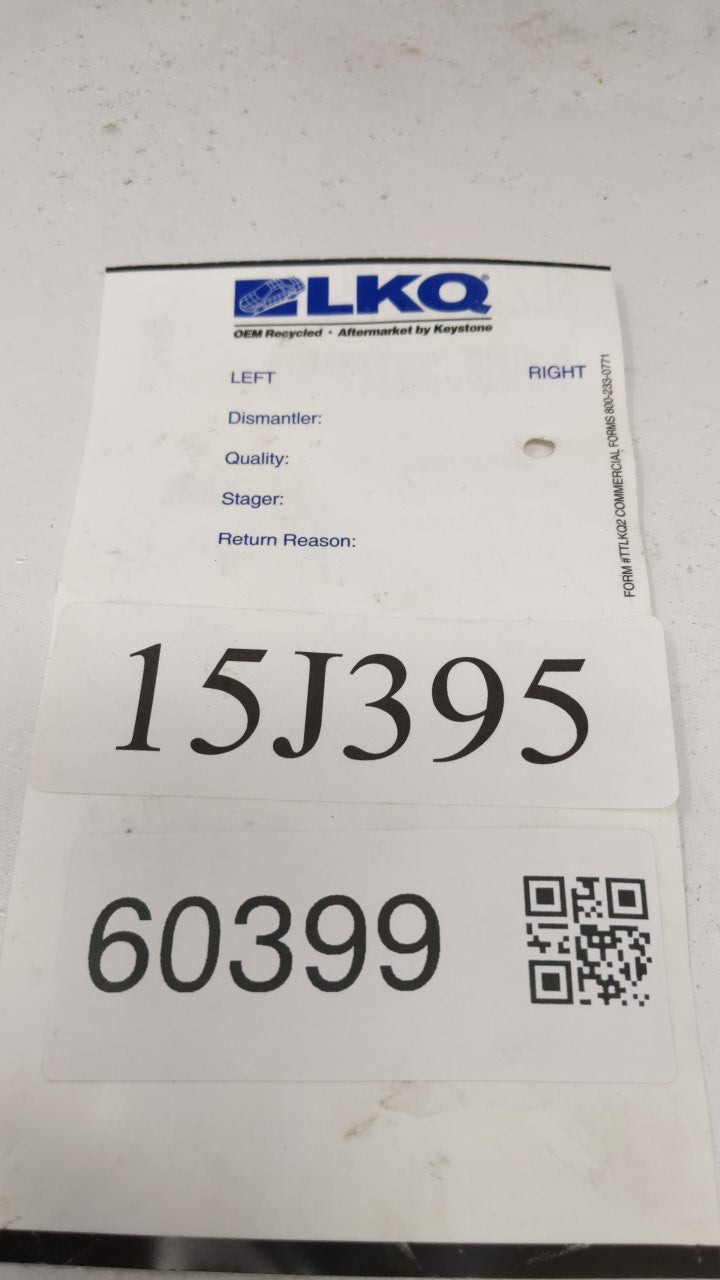 LKQ®
OEM Recycled · Aftermarket by Keystone
LEFT RIGHT
Dismantler:
Quality:
Stager:
Return Reason:
FORM #TTLKQ2 COMMERCIAL FORMS 800-233-0771
15J395
60399